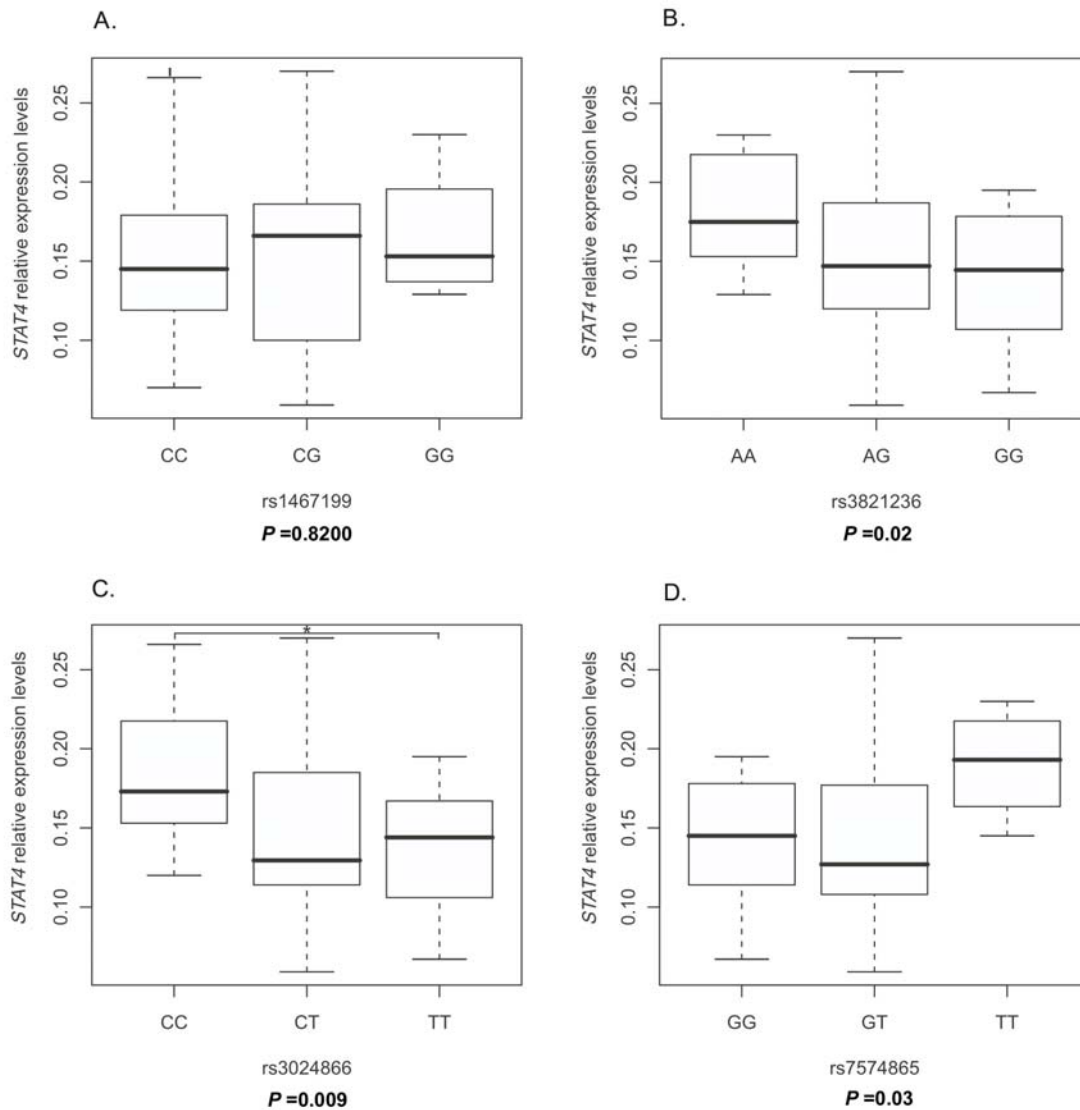 A.
STAT4 relative expression levels
0.25
0.20
0.15
0.10
CC CG GG
rs1467199
P =0.8200
B.
STAT4 relative expression levels
0.25
0.20
0.15
0.10
AA AG GG
rs3821236
P =0.02
C.
STAT4 relative expression levels
0.25
0.20
0.15
0.10
*
CC CT TT
rs3024866
P =0.009
D.
STAT4 relative expression levels
0.25
0.20
0.15
0.10
GG GT TT
rs7574865
P =0.03